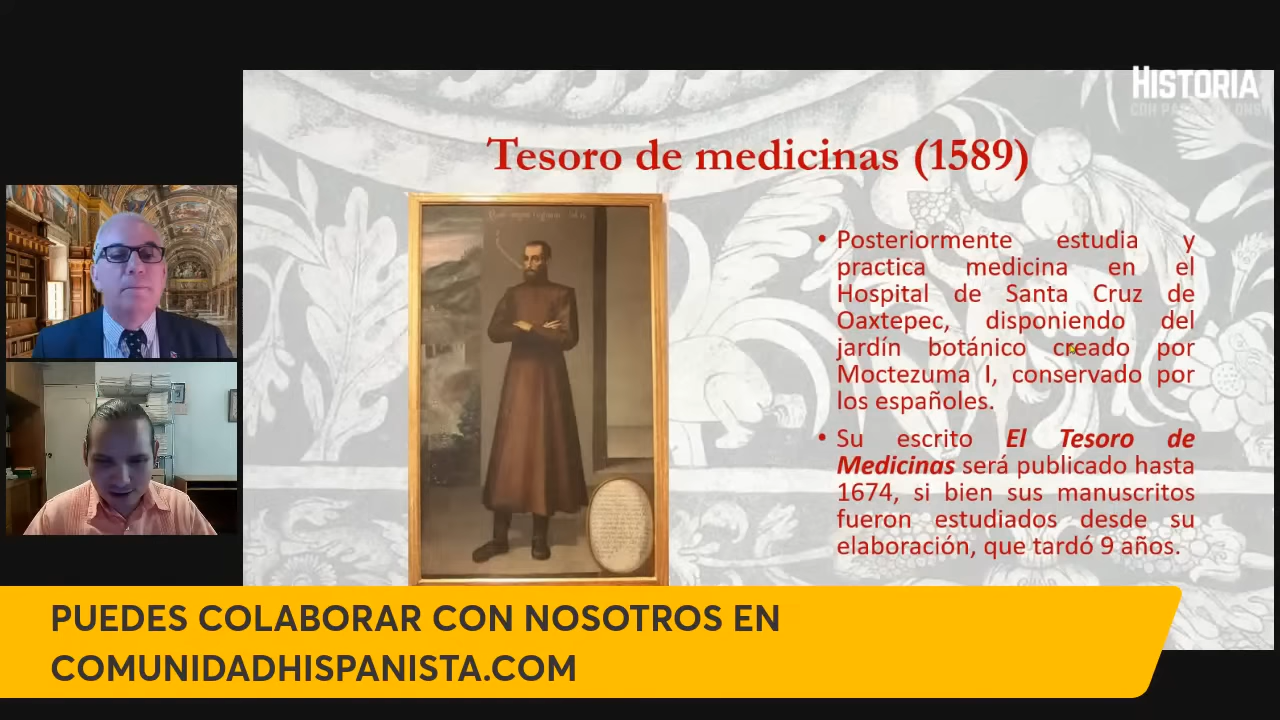 HISTORIA
Tesoro de medicinas (1589)
• Posteriormente estudia y
practica medicina en el
Hospital de Santa Cruz de
Oaxtepec, disponiendo del
jardín botánico creado por
Moctezuma I, conservado por
los españoles.
• Su escrito El Tesoro de
Medicinas será publicado hasta
1674, si bien sus manuscritos
fueron estudiados desde su
elaboración, que tardó 9 años.
PUEDES COLABORAR CON NOSOTROS EN
COMUNIDADHISPANISTA.COM